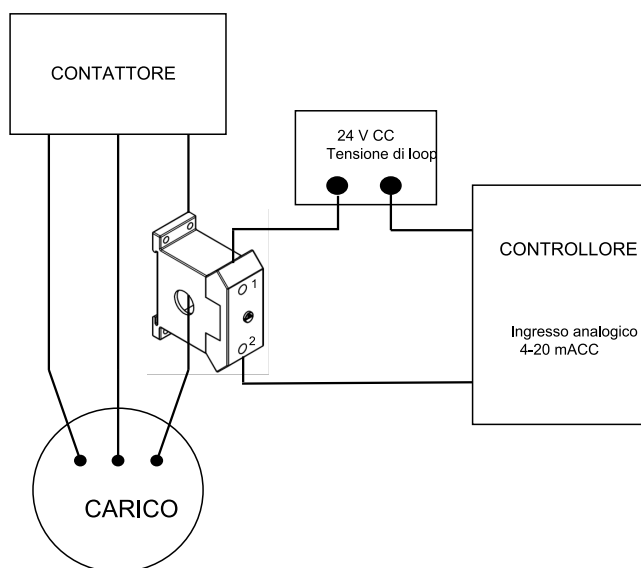 CONTATTORE
24 V CC
Tensione di loop
CONTROLLORE
1
Ingresso analogico
4-20 mACC
2
CARICO